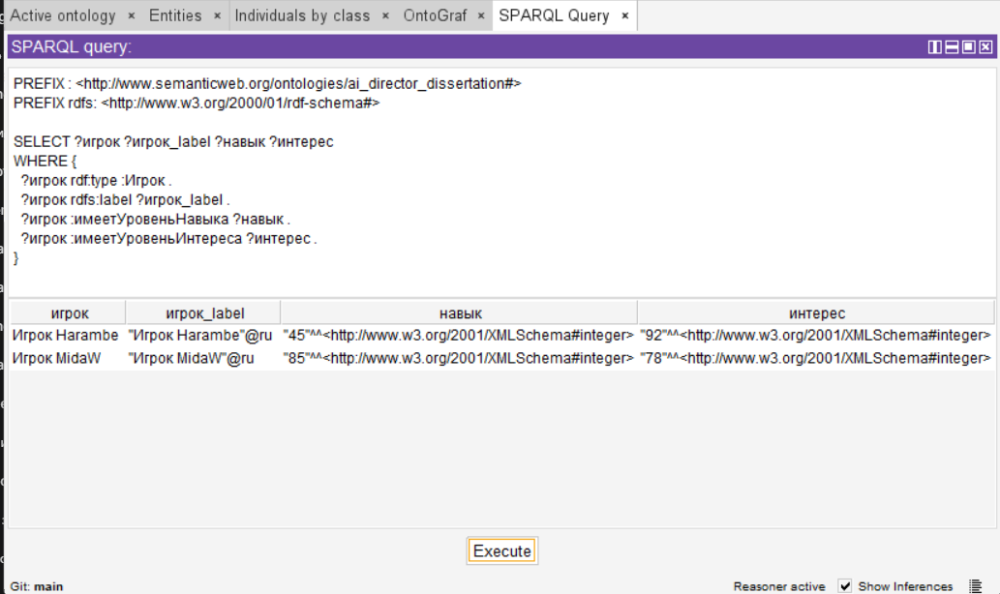 Active ontology × Entities × Individuals by class × OntoGraf × SPARQL Query ×
SPARQL query:
PREFIX : <http://www.semanticweb.org/ontologies/ai_director_dissertation#>
PREFIX rdfs: <http://www.w3.org/2000/01/rdf-schema#>
SELECT ?игрок ?игрок_label ?навык ?интерес
WHERE {
?игрок rdf:type :Игрок .
?игрок rdfs:label ?игрок_label .
?игрок :имеетУровеньНавыка ?навык .
?игрок :имеетУровеньИнтереса ?интерес .
}
игрок игрок_label навык интерес
Игрок Harambe "Игрок Harambe"@ru "45"^^<http://www.w3.org/2001/XMLSchema#integer> "92"^^<http://www.w3.org/2001/XMLSchema#integer>
Игрок MidaW "Игрок MidaW"@ru "85"^^<http://www.w3.org/2001/XMLSchema#integer> "78"^^<http://www.w3.org/2001/XMLSchema#integer>
Execute
Git: main Reasoner active Show Inferences